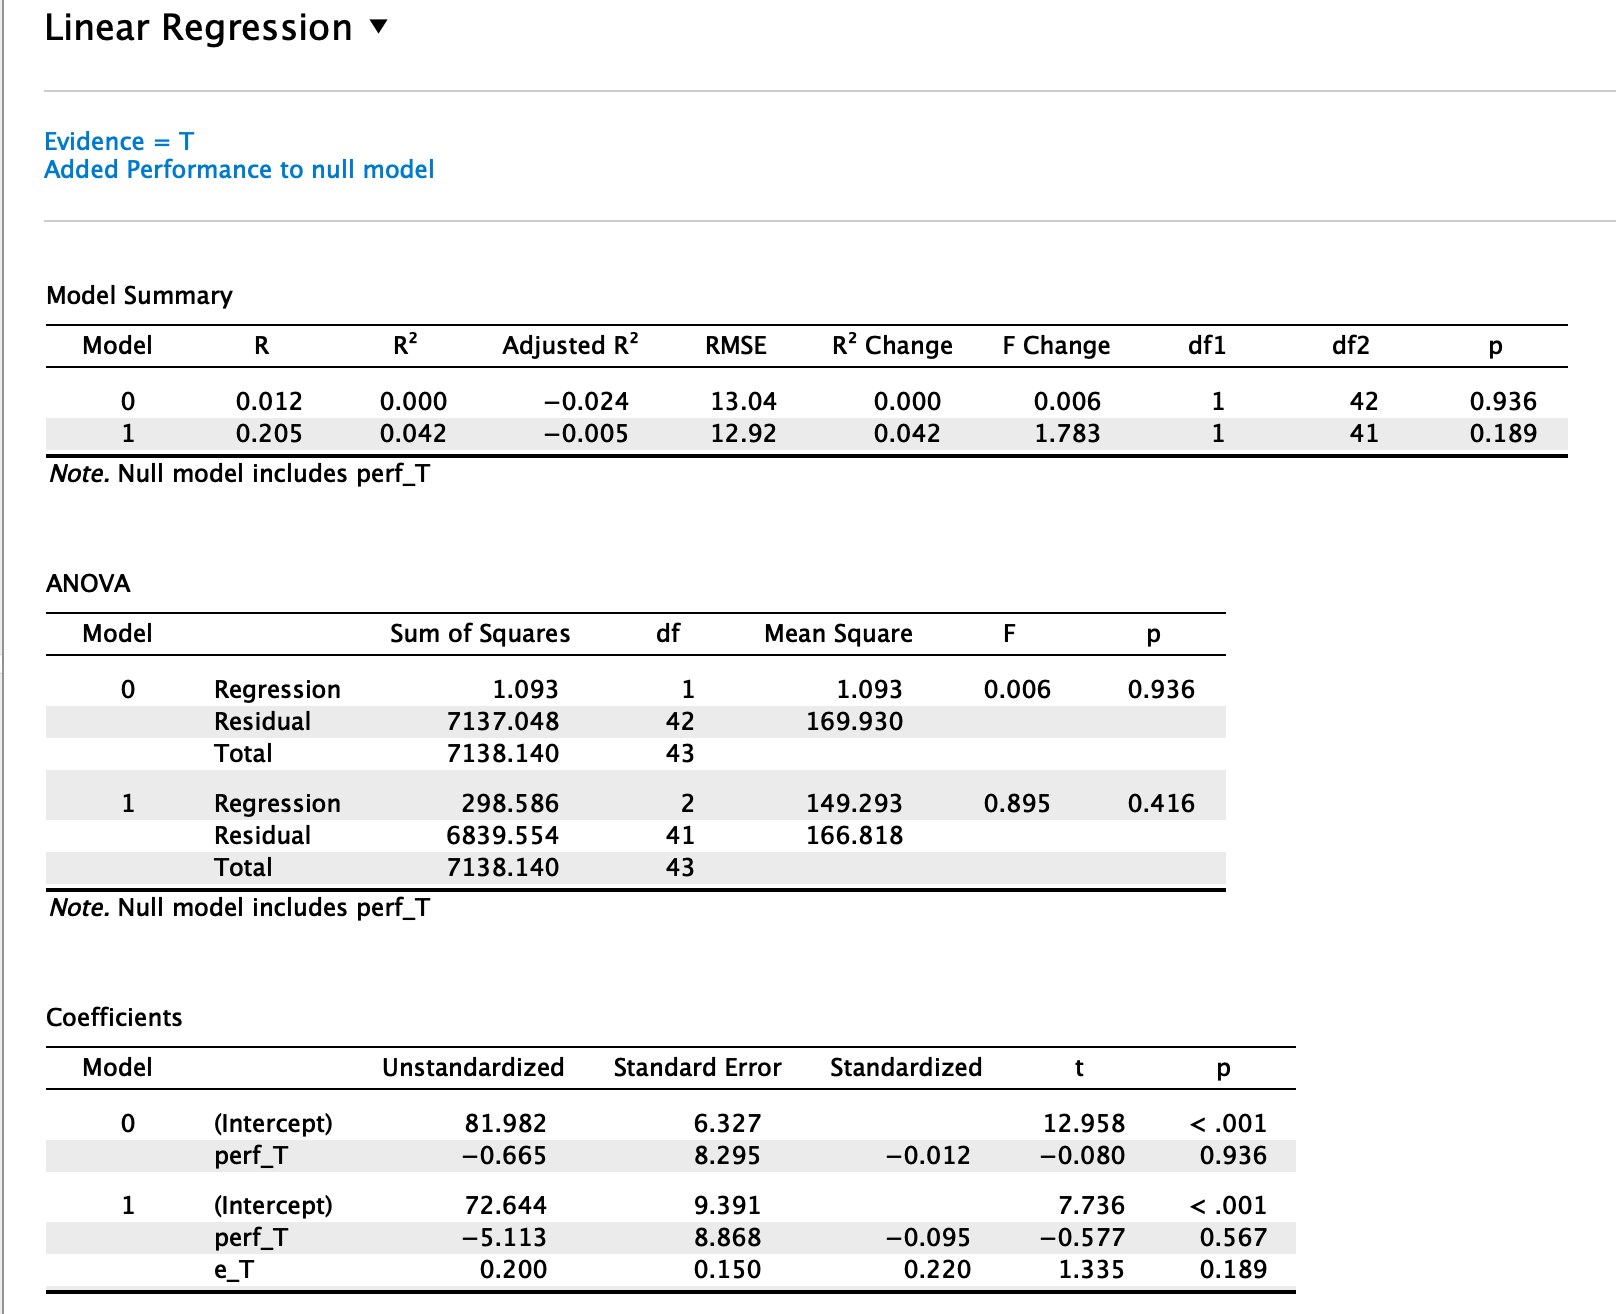 Linear Regression ▼
Evidence = T
Added Performance to null model
Model Summary
Model R R² Adjusted R² RMSE R² Change F Change df1 df2 p
0 0.012 0.000 −0.024 13.04 0.000 0.006 1 42 0.936
1 0.205 0.042 −0.005 12.92 0.042 1.783 1 41 0.189
Note. Null model includes perf_T
ANOVA
Model Sum of Squares df Mean Square F p
0 Regression 1.093 1 1.093 0.006 0.936
Residual 7137.048 42 169.930
Total 7138.140 43
1 Regression 298.586 2 149.293 0.895 0.416
Residual 6839.554 41 166.818
Total 7138.140 43
Note. Null model includes perf_T
Coefficients
Model Unstandardized Standard Error Standardized t p
0 (Intercept) 81.982 6.327 12.958 < .001
perf_T −0.665 8.295 −0.012 −0.080 0.936
1 (Intercept) 72.644 9.391 7.736 < .001
perf_T −5.113 8.868 −0.095 −0.577 0.567
e_T 0.200 0.150 0.220 1.335 0.189